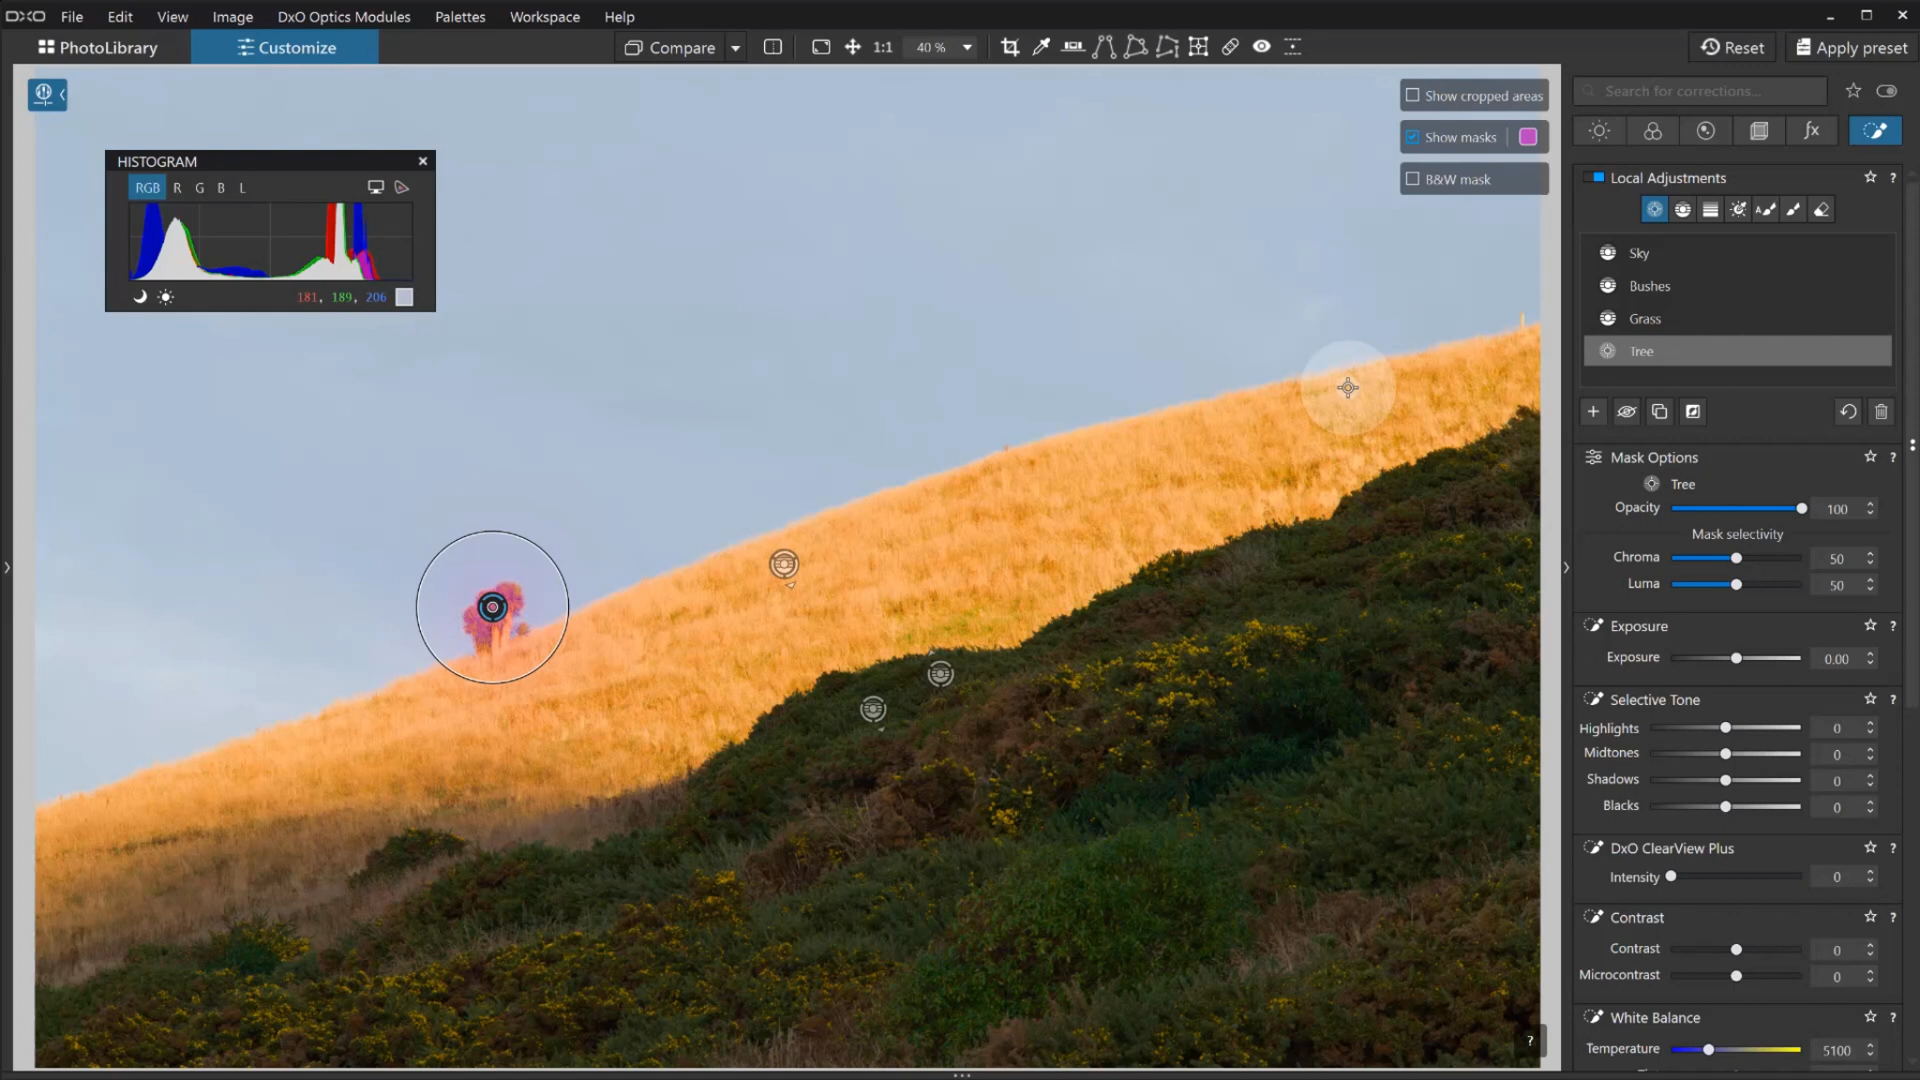 DXO File Edit View Image DxO Optics Modules Palettes Workspace Help
PhotoLibrary Customize Compare 1:1 40 % Reset Apply preset
Show cropped areas
Show masks
B&W mask
HISTOGRAM
RGB R G B L
181, 189, 206
Search for corrections...
fx
Local Adjustments ?
A
Sky
Bushes
Grass
Tree
Mask Options ?
Tree
Opacity 100
Mask selectivity
Chroma 50
Luma 50
Exposure ?
Exposure 0.00
Selective Tone ?
Highlights 0
Midtones 0
Shadows 0
Blacks 0
DxO ClearView Plus ?
Intensity 0
Contrast ?
Contrast 0
Microcontrast 0
White Balance ?
Temperature 5100
?